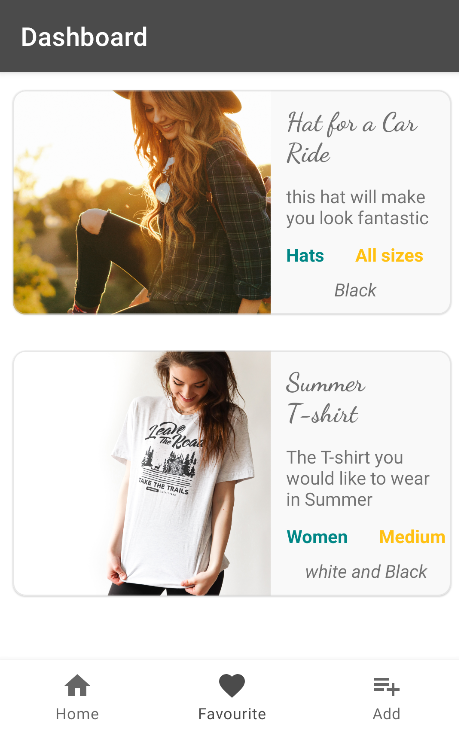 Dashboard
Hat for a Car
Ride
this hat will make
you look fantastic
Hats All sizes
Black
Leave
The Road
TAKE THE TRAILS
Summer
T-shirt
The T-shirt you
would like to wear
in Summer
Women Medium
white and Black
Home Favourite Add